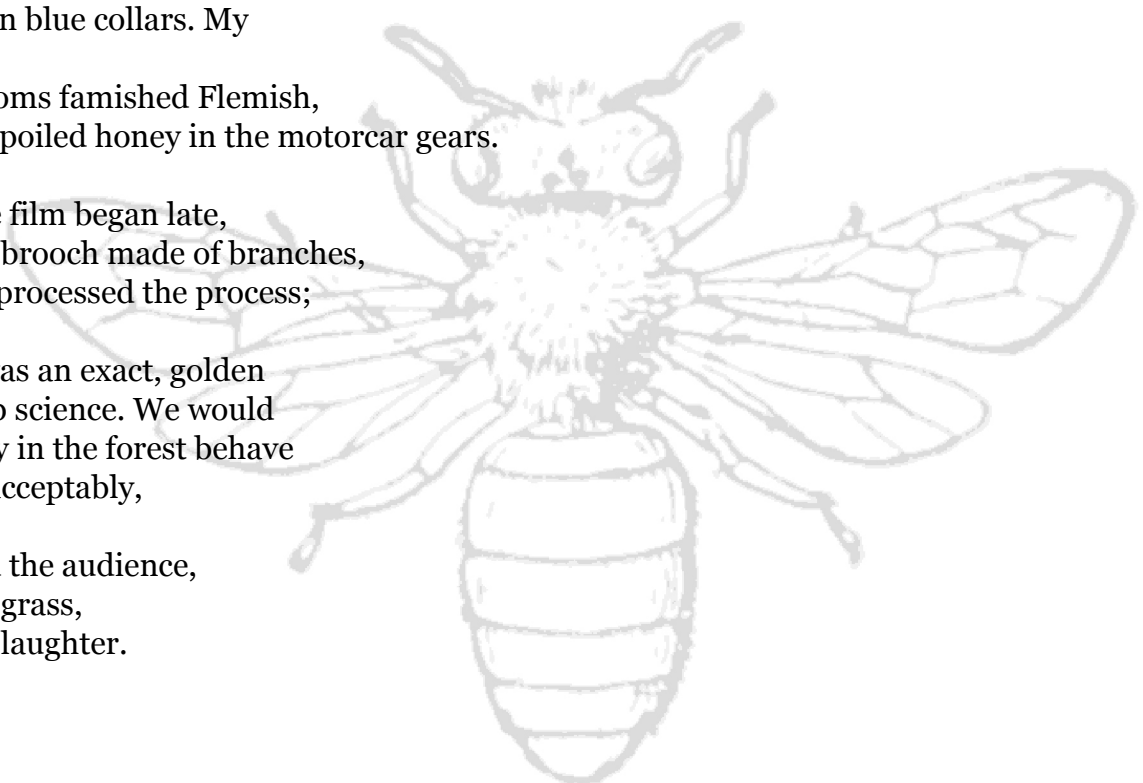 n blue collars. My
oms famished Flemish,
poiled honey in the motorcar gears.
film began late,
brooch made of branches,
processed the process;
as an exact, golden
science. We would
in the forest behave
cceptably,
the audience,
grass,
laughter.